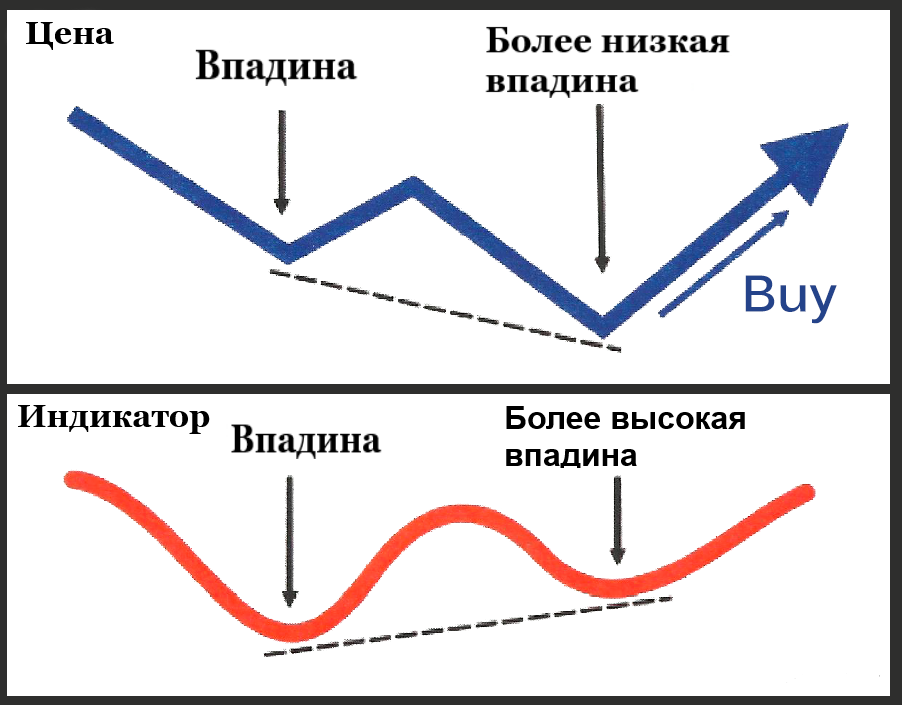 Цена
Впадина
Более низкая
впадина
Buy
Индикатор
Впадина
Более высокая
впадина